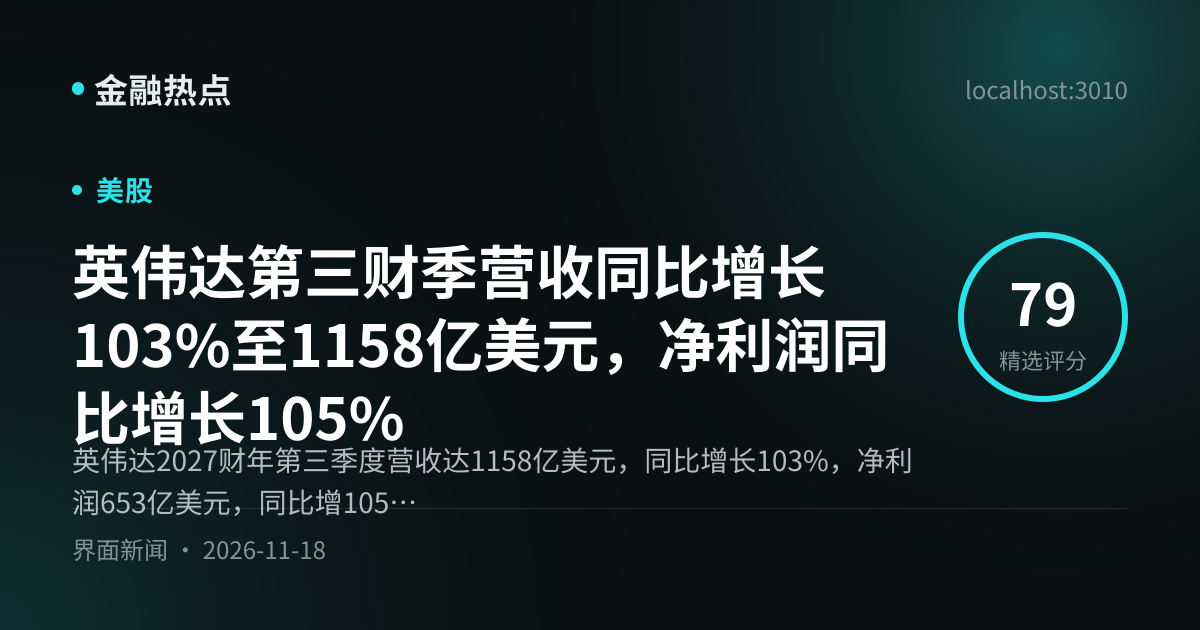 金融热点
localhost:3010
美股
英伟达第三财季营收同比增长
103%至1158亿美元，净利润同
比增长105%
79
精选评分
英伟达2027财年第三季度营收达1158亿美元，同比增长103%，净利
润653亿美元，同比增105…
界面新闻 · 2026-11-18